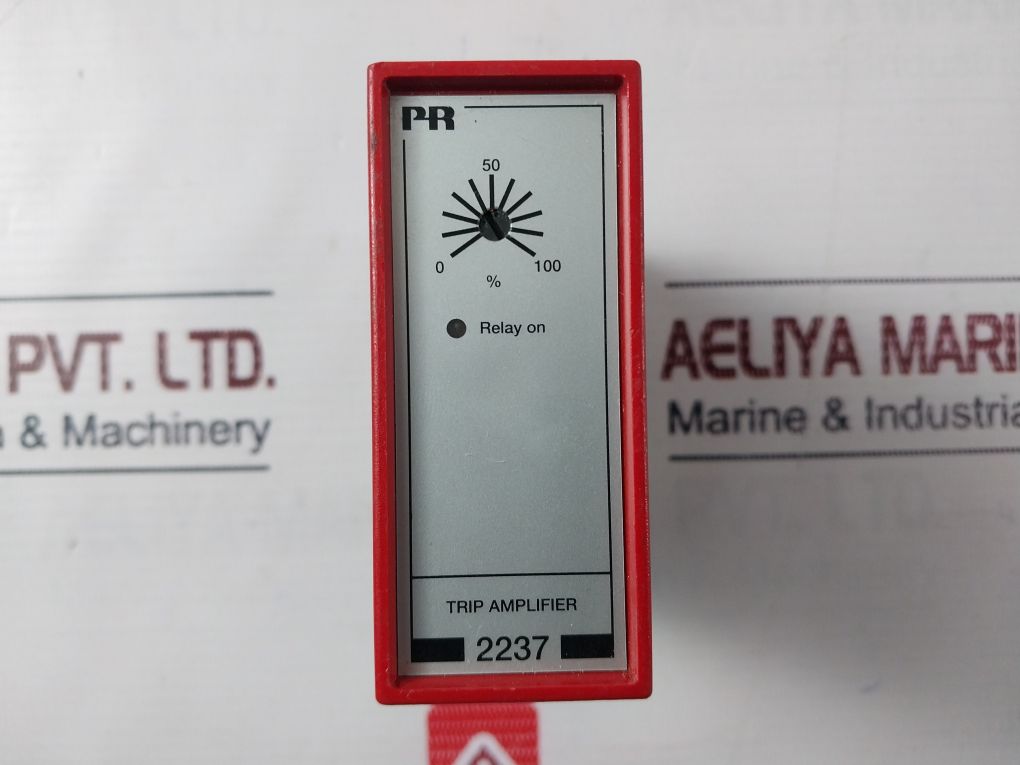 PR
50
0
100
%
Relay on
TRIP AMPLIFIER
2237
PVT. LTD.
& Machinery
AELIYA MARI
Marine & Industria